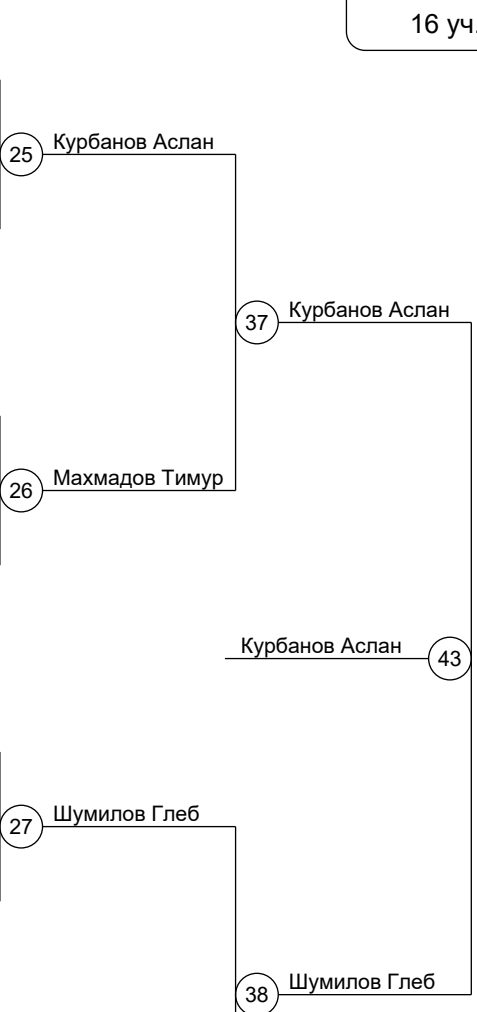 16 уч.
25 Курбанов Аслан
37 Курбанов Аслан
26 Махмадов Тимур
Курбанов Аслан 43
27 Шумилов Глеб
38 Шумилов Глеб